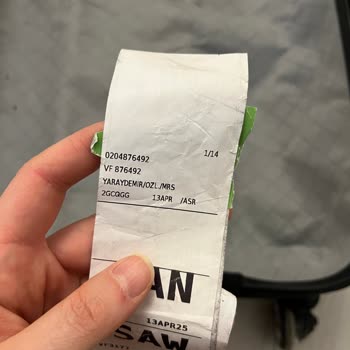 0204876492 1/14
VF 876492
YARAYDEMIR/OZL/MRS
2GCQGG 13APR /ASR
AN
13APR25
SAW